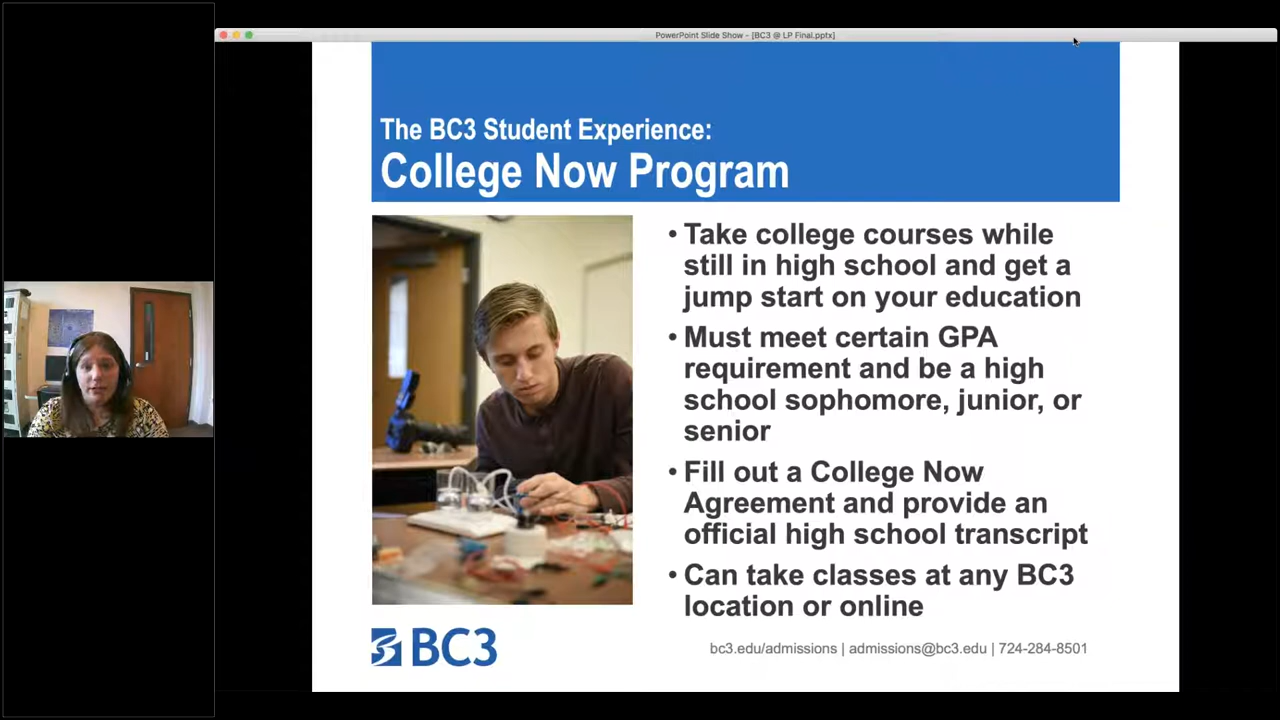 PowerPoint Slide Show - [BC3 @ LP Final.pptx]
The BC3 Student Experience:
College Now Program
• Take college courses while
still in high school and get a
jump start on your education
• Must meet certain GPA
requirement and be a high
school sophomore, junior, or
senior
• Fill out a College Now
Agreement and provide an
official high school transcript
• Can take classes at any BC3
location or online
BC3
bc3.edu/admissions | admissions@bc3.edu | 724-284-8501